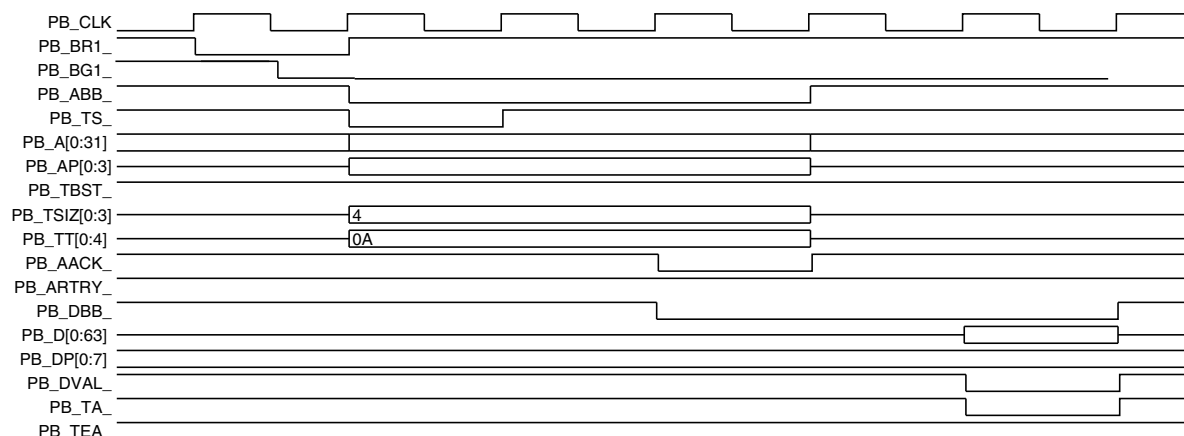 PB_CLK
PB_BR1_
PB_BG1_
PB_ABB_
PB_TS_
PB_A[0:31]
PB_AP[0:3]
PB_TBST_
PB_TSIZ[0:3] 4
PB_TT[0:4] 0A
PB_AACK_
PB_ARTRY_
PB_DBB_
PB_D[0:63]
PB_DP[0:7]
PB_DVAL_
PB_TA_
PB_TEA_